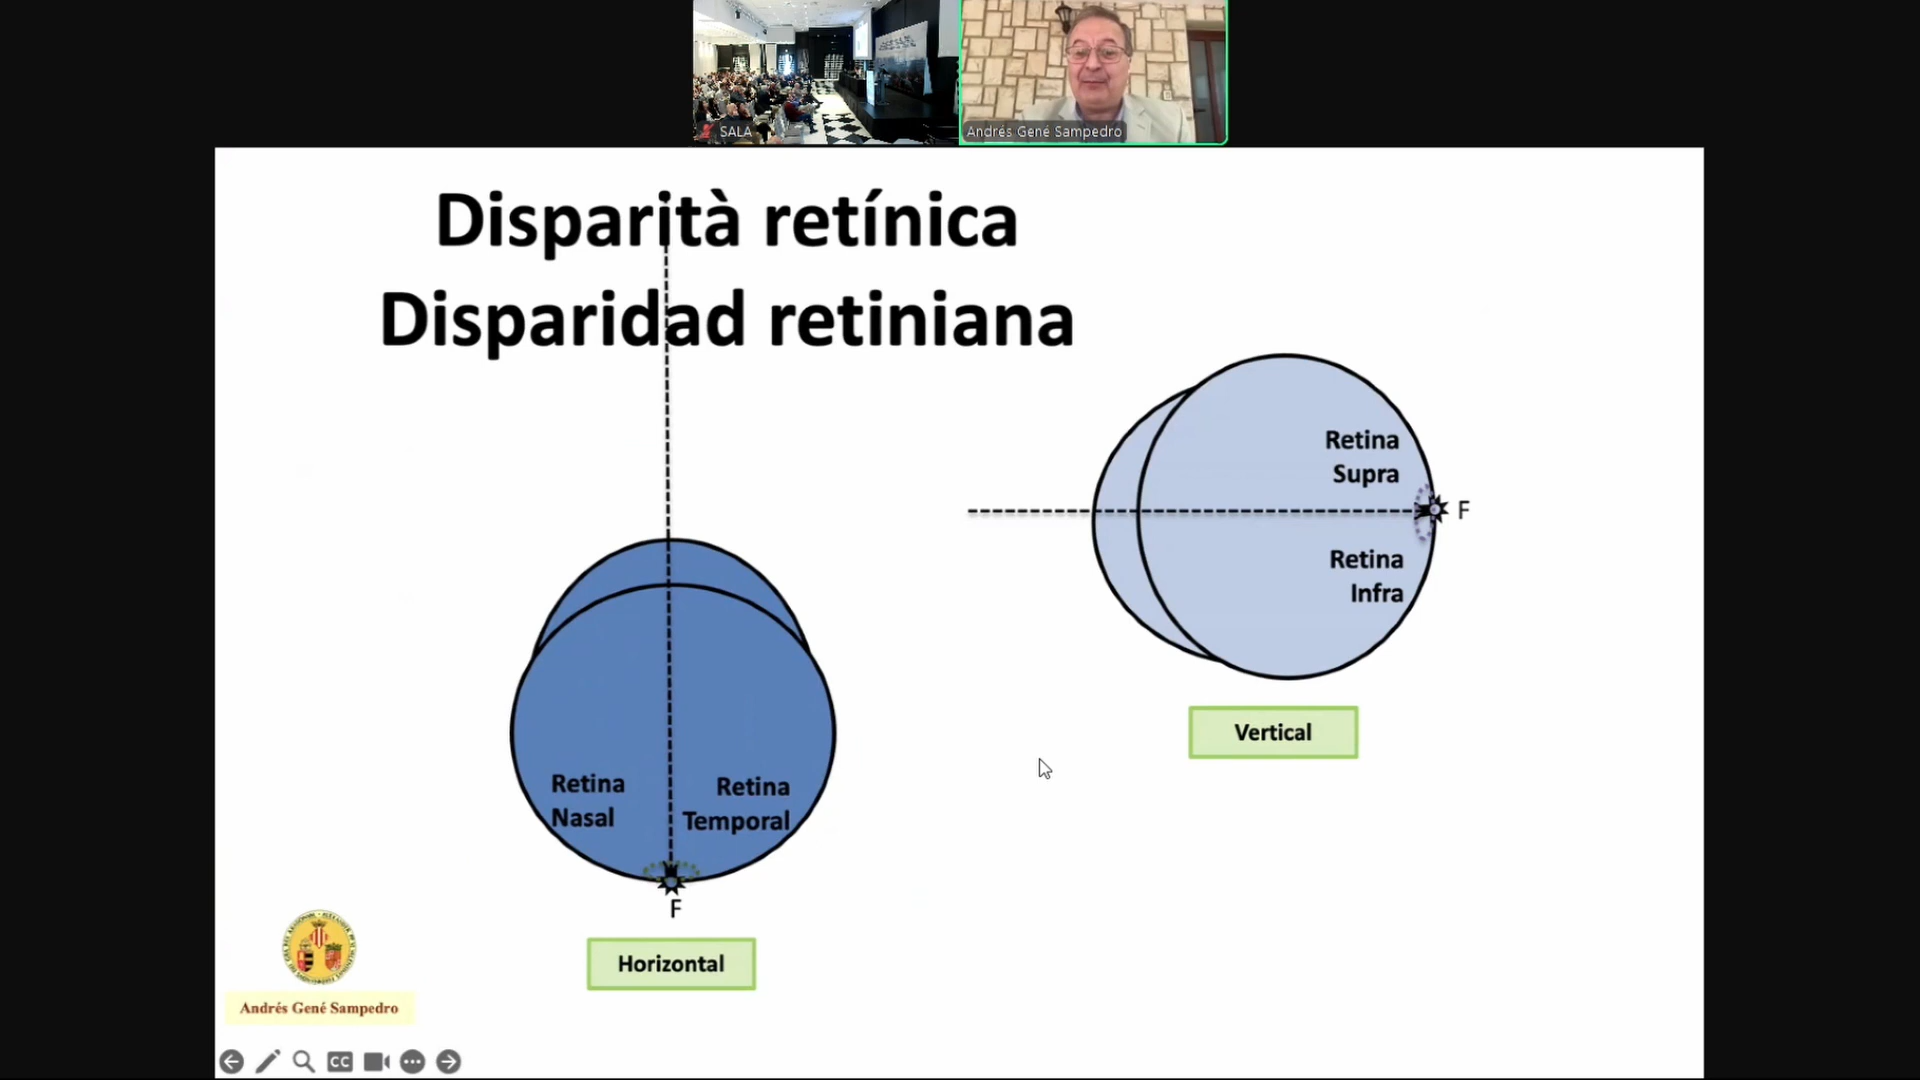 SALA
Andrés Gené Sampedro
Disparità retínica
Disparidad retiniana
Retina
Supra
F
Retina
Infra
Vertical
Retina
Nasal
Retina
Temporal
F
Horizontal
Andrés Gené Sampedro
CC